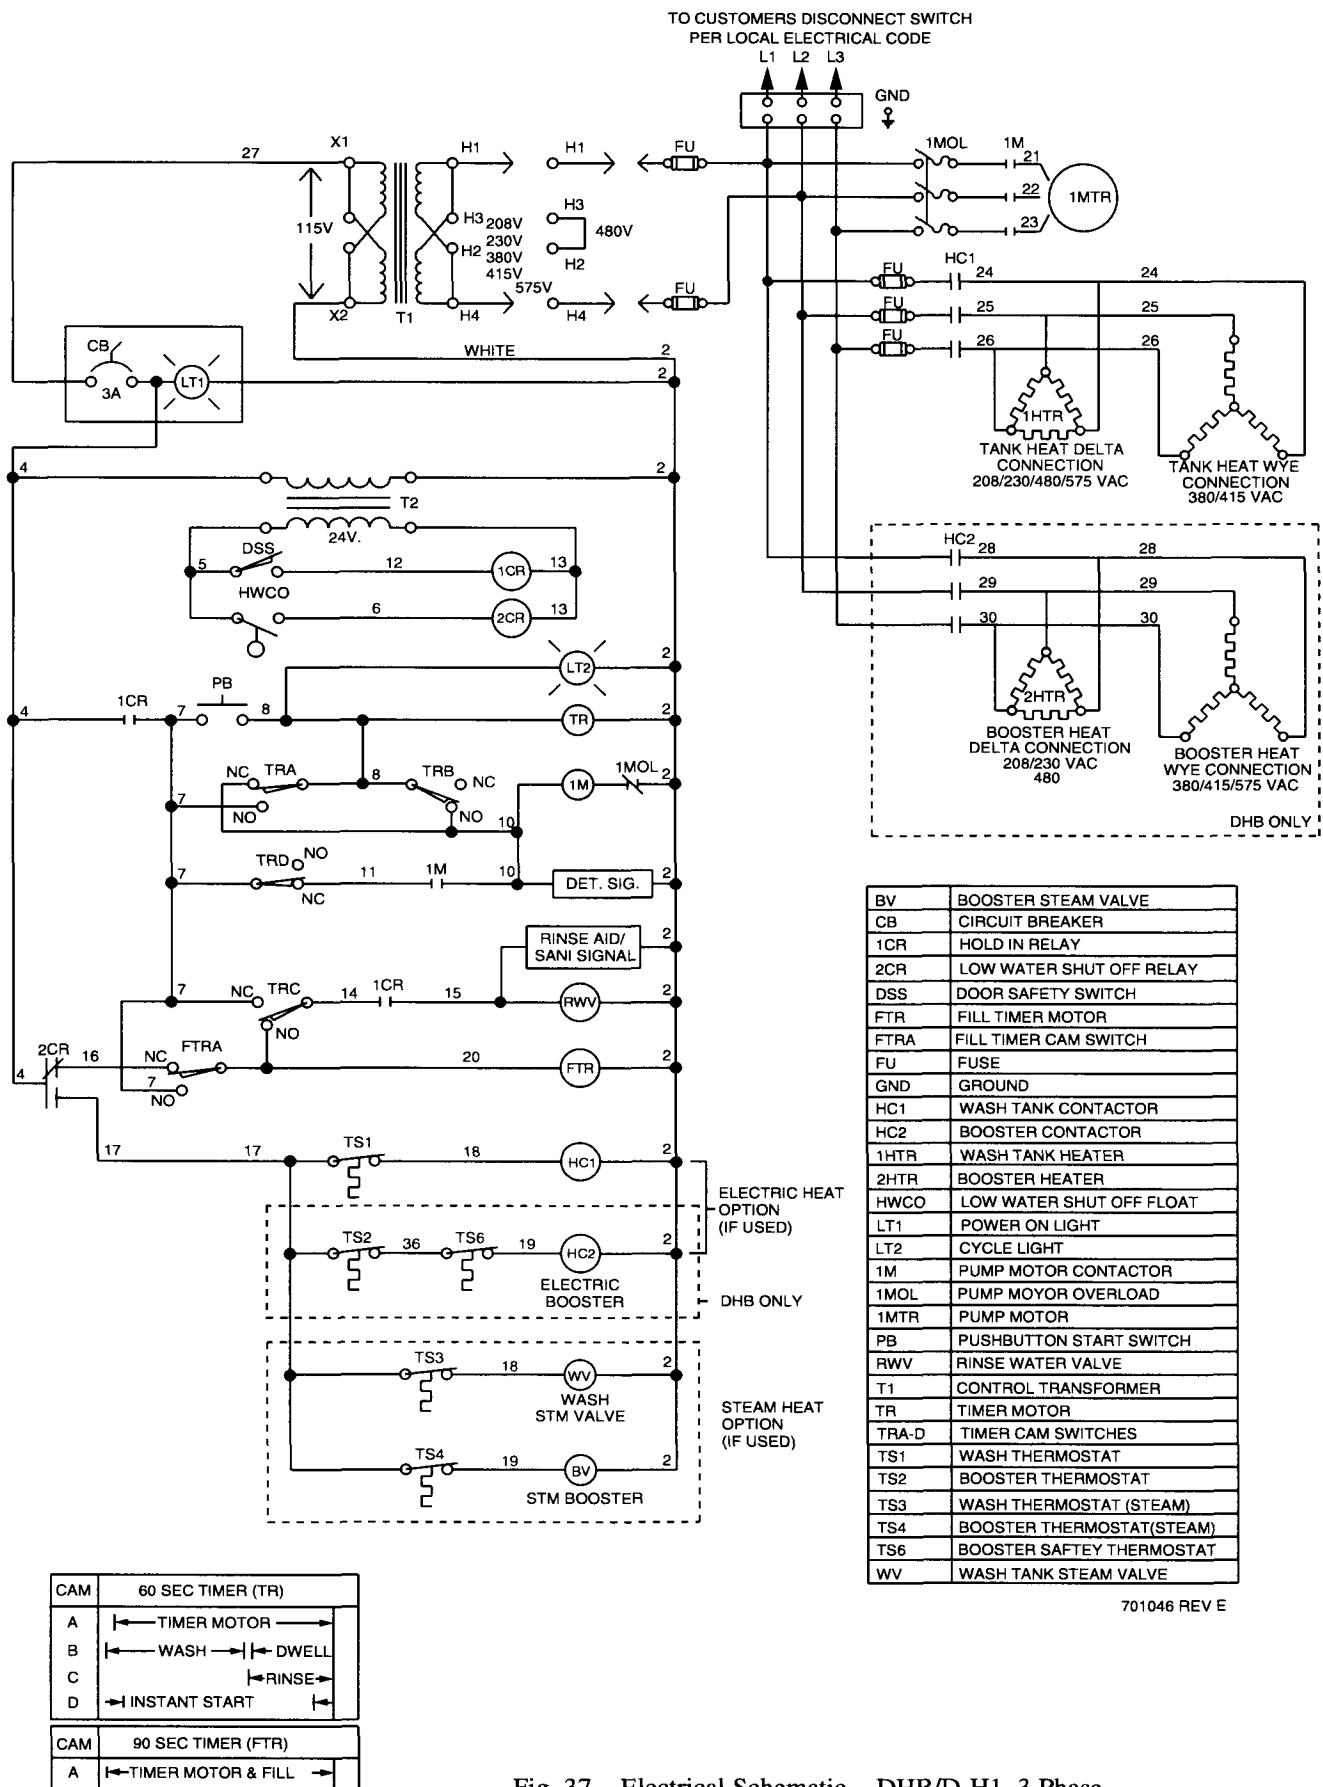 TO CUSTOMERS DISCONNECT SWITCH
PER LOCAL ELECTRICAL CODE
L1 L2 L3
GND
27 X1 H1 H1 FU 1MOL 1M
21
22 1MTR
23
115V
H3 208V H3
230V 480V
H2 380V H2
415V
575V
X2 T1 H4 H4 FU
FU HC1 24 24
FU 25 25
FU 26 26
WHITE 2
CB
3A LT1 2
1HTR
TANK HEAT DELTA
CONNECTION
208/230/480/575 VAC
TANK HEAT WYE
CONNECTION
380/415 VAC
4 2
T2
24V.
DSS
5 12 1CR 13
HWCO
6 2CR 13
HC2 28 28
29 29
30 30
2HTR
BOOSTER HEAT
DELTA CONNECTION
208/230 VAC
480
BOOSTER HEAT
WYE CONNECTION
380/415/575 VAC
DHB ONLY
LT2 2
PB
4 1CR 7 8 TR 2
NC TRA 8 TRB NC 1M 1MOL 2
7 NO NO 10
TRD NO
7 NC 11 1M 10 DET. SIG. 2
RINSE AID/
SANI SIGNAL 2
7 NC TRC 14 1CR 15 RWV 2
NO
2CR 16 NC FTRA 20 FTR 2
4 7
NO
17 17 TS1 18 HC1 2
ELECTRIC HEAT
OPTION
(IF USED)
TS2 36 TS6 19 HC2 2
ELECTRIC
BOOSTER
DHB ONLY
TS3 18 WV 2
WASH
STM VALVE
STEAM HEAT
OPTION
(IF USED)
TS4 19 BV 2
STM BOOSTER
BV BOOSTER STEAM VALVE
CB CIRCUIT BREAKER
1CR HOLD IN RELAY
2CR LOW WATER SHUT OFF RELAY
DSS DOOR SAFETY SWITCH
FTR FILL TIMER MOTOR
FTRA FILL TIMER CAM SWITCH
FU FUSE
GND GROUND
HC1 WASH TANK CONTACTOR
HC2 BOOSTER CONTACTOR
1HTR WASH TANK HEATER
2HTR BOOSTER HEATER
HWCO LOW WATER SHUT OFF FLOAT
LT1 POWER ON LIGHT
LT2 CYCLE LIGHT
1M PUMP MOTOR CONTACTOR
1MOL PUMP MOYOR OVERLOAD
1MTR PUMP MOTOR
PB PUSHBUTTON START SWITCH
RWV RINSE WATER VALVE
T1 CONTROL TRANSFORMER
TR TIMER MOTOR
TRA-D TIMER CAM SWITCHES
TS1 WASH THERMOSTAT
TS2 BOOSTER THERMOSTAT
TS3 WASH THERMOSTAT (STEAM)
TS4 BOOSTER THERMOSTAT(STEAM)
TS6 BOOSTER SAFTEY THERMOSTAT
WV WASH TANK STEAM VALVE
701046 REV E
CAM 60 SEC TIMER (TR)
A TIMER MOTOR
B WASH DWELL
C RINSE
D INSTANT START
CAM 90 SEC TIMER (FTR)
A TIMER MOTOR & FILL